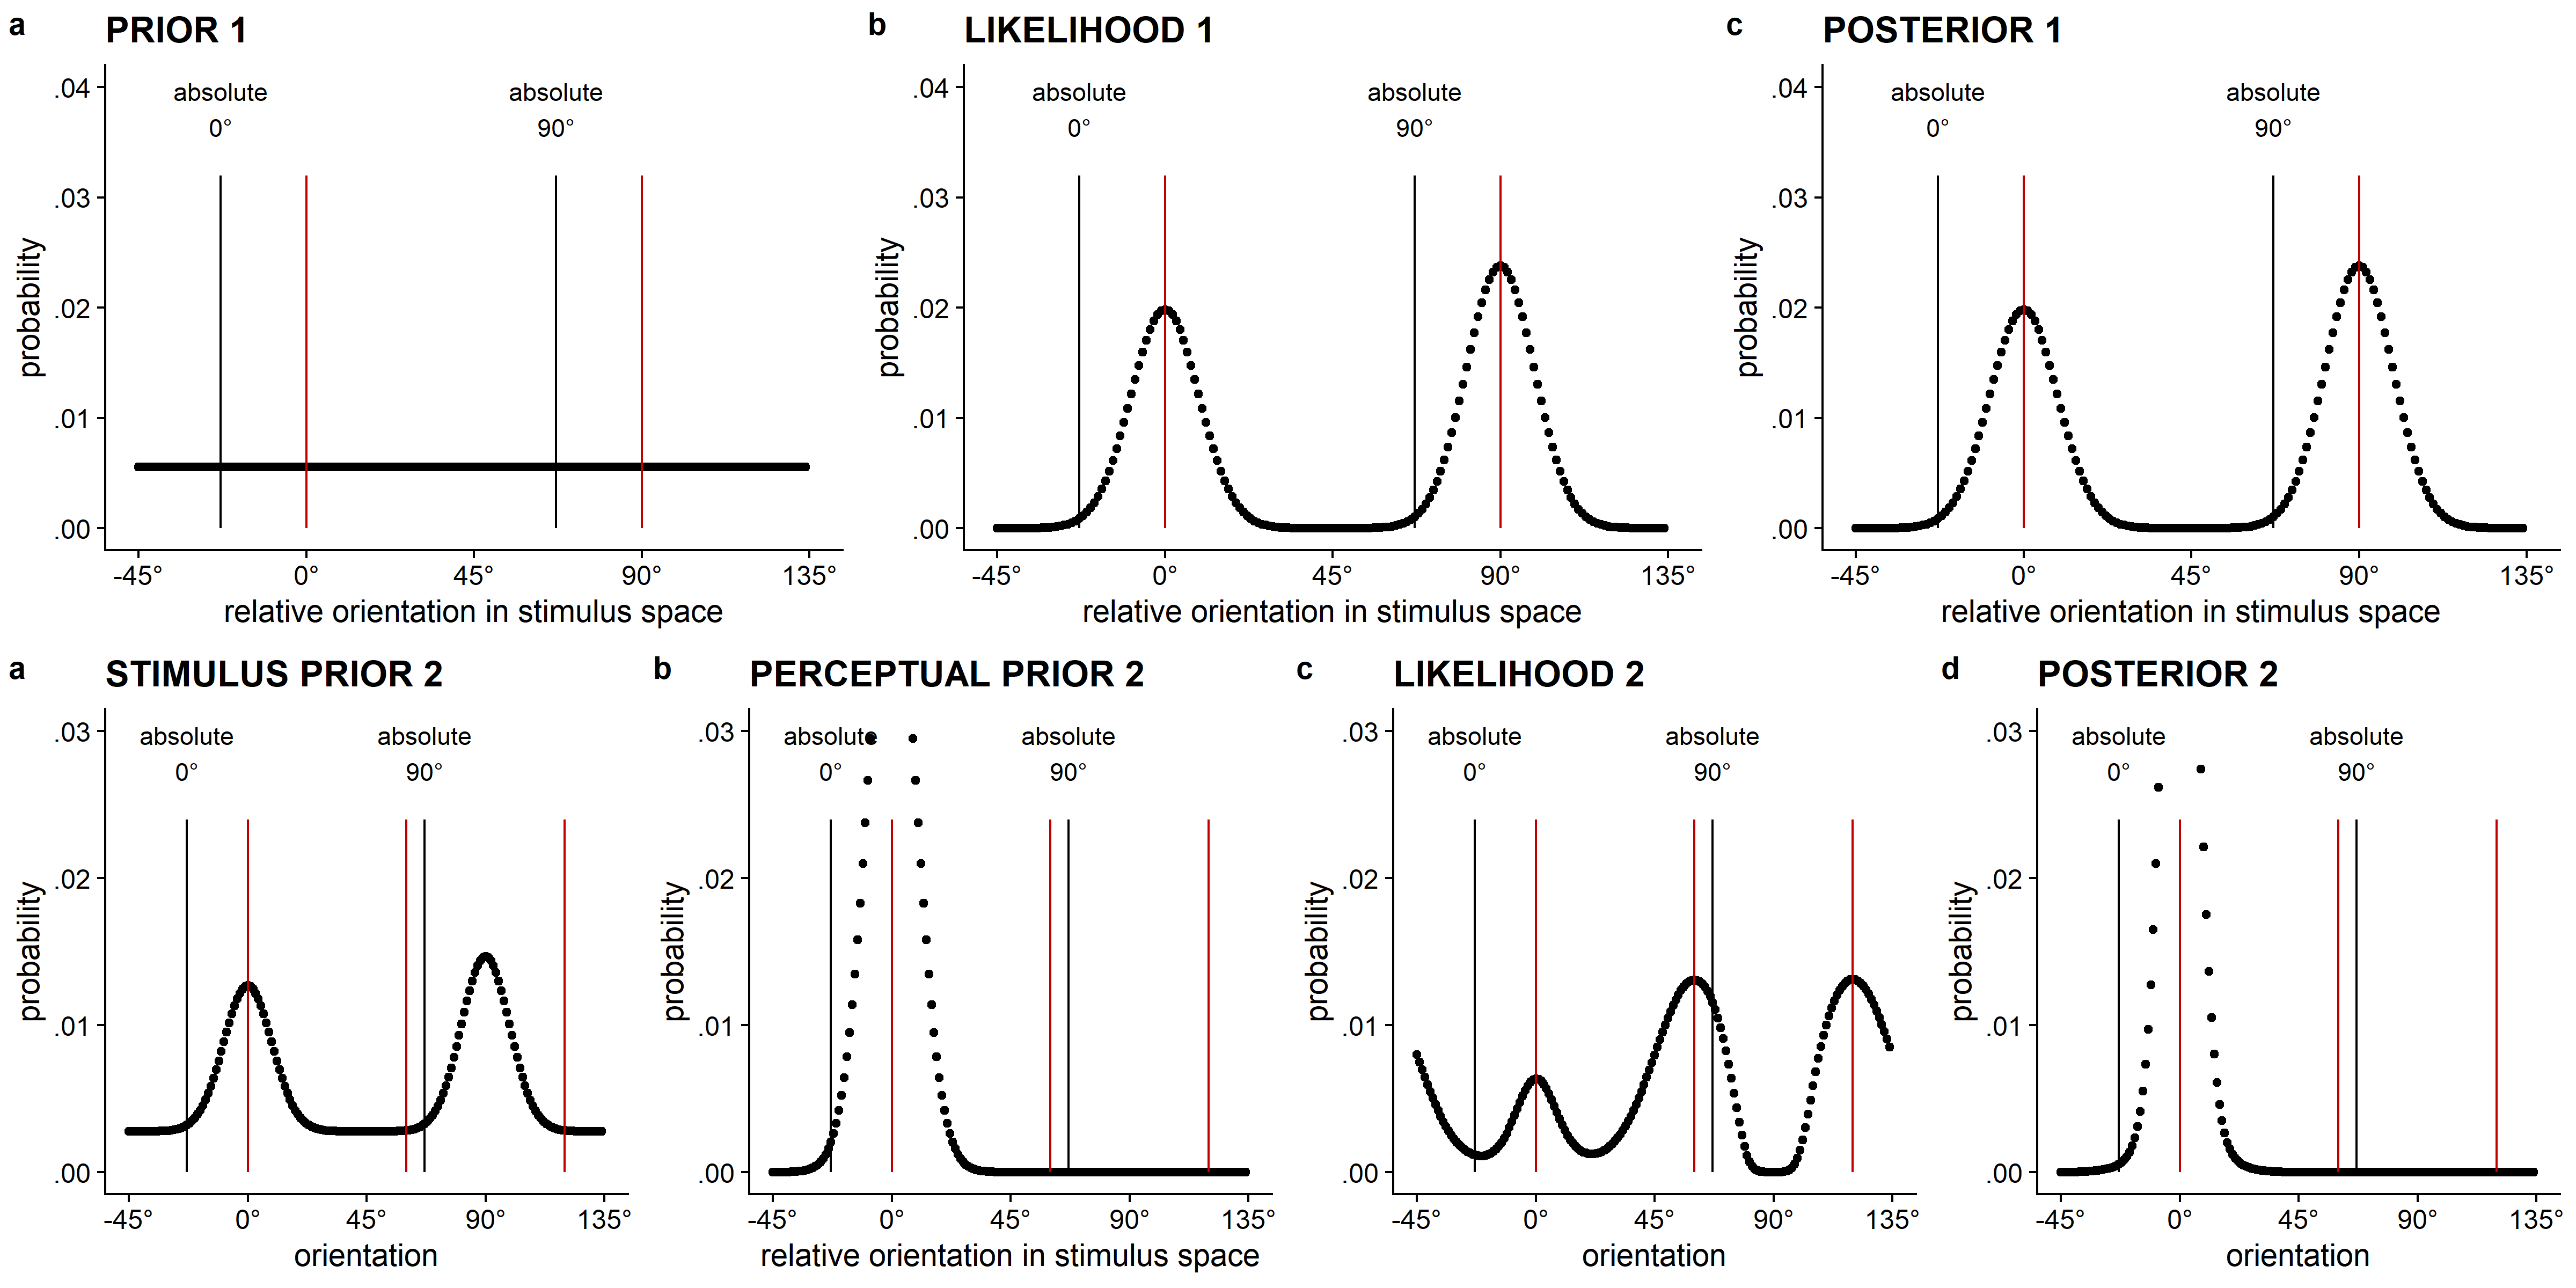 a PRIOR 1
absolute absolute
0° 90°
.04
.03
.02
.01
.00
probability
-45° 0° 45° 90° 135°
relative orientation in stimulus space
b LIKELIHOOD 1
absolute absolute
0° 90°
.04
.03
.02
.01
.00
probability
-45° 0° 45° 90° 135°
relative orientation in stimulus space
c POSTERIOR 1
absolute absolute
0° 90°
.04
.03
.02
.01
.00
probability
-45° 0° 45° 90° 135°
relative orientation in stimulus space
a STIMULUS PRIOR 2
absolute absolute
0° 90°
.03
.02
.01
.00
probability
-45° 0° 45° 90° 135°
orientation
b PERCEPTUAL PRIOR 2
absolute absolute
0° 90°
.03
.02
.01
.00
probability
-45° 0° 45° 90° 135°
relative orientation in stimulus space
c LIKELIHOOD 2
absolute absolute
0° 90°
.03
.02
.01
.00
probability
-45° 0° 45° 90° 135°
orientation
d POSTERIOR 2
absolute absolute
0° 90°
.03
.02
.01
.00
probability
-45° 0° 45° 90° 135°
orientation